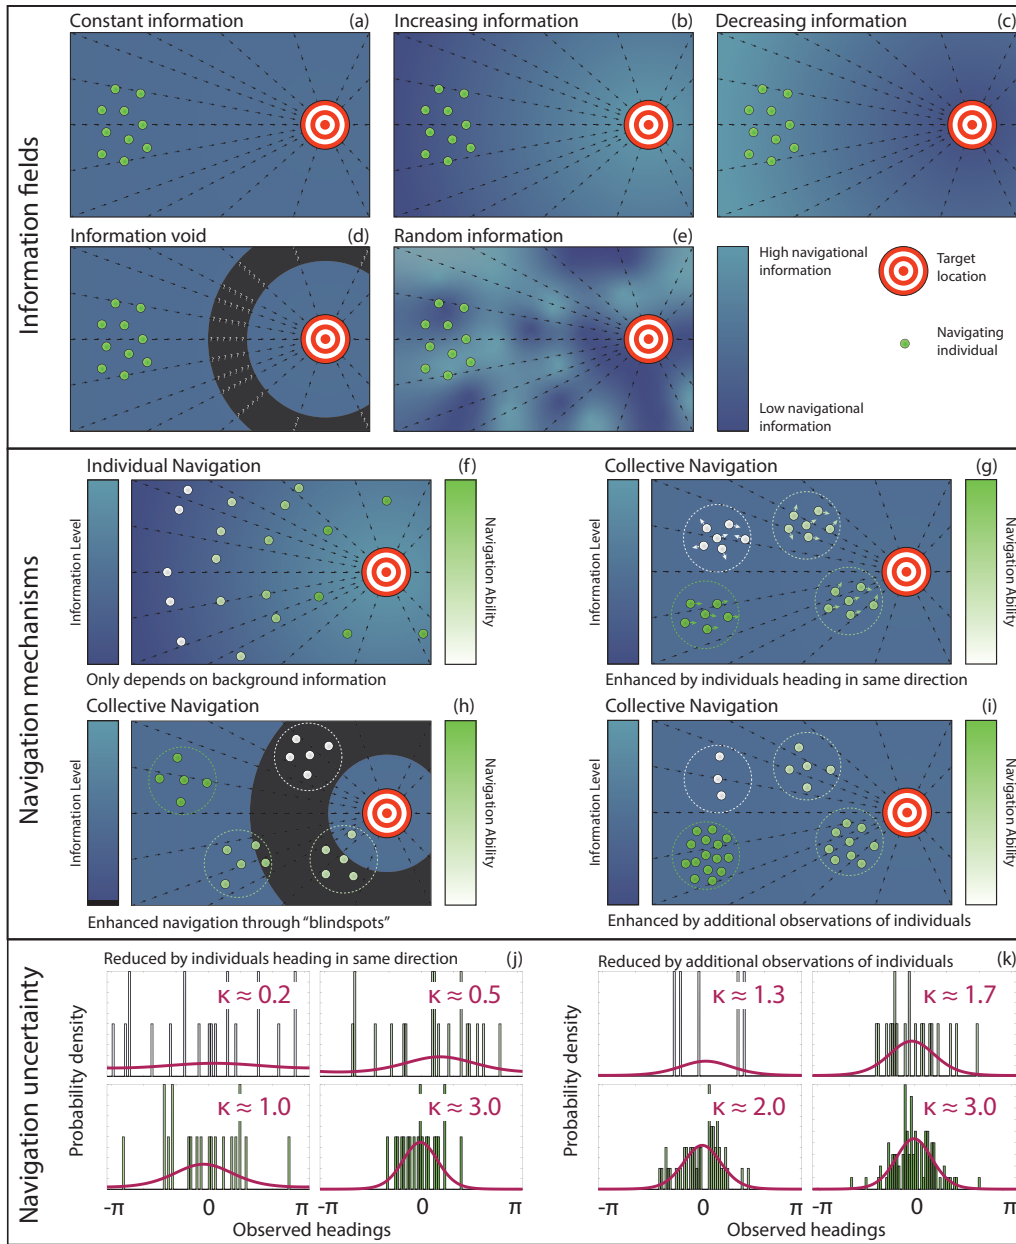 Information fields
Constant information (a)
Increasing information (b)
Decreasing information (c)
Information void (d)
Random information (e)
High navigational
information
Low navigational
information
Target
location
Navigating
individual
Navigation mechanisms
Individual Navigation (f)
Information Level
Navigation Ability
Only depends on background information
Collective Navigation (g)
Information Level
Navigation Ability
Enhanced by individuals heading in same direction
Collective Navigation (h)
Information Level
Navigation Ability
Enhanced navigation through “blindspots”
Collective Navigation (i)
Information Level
Navigation Ability
Enhanced by additional observations of individuals
Navigation uncertainty
Reduced by individuals heading in same direction (j)
Probability density
κ ≈ 0.2
κ ≈ 0.5
κ ≈ 1.0
κ ≈ 3.0
-π 0 π
-π 0 π
Observed headings
Reduced by additional observations of individuals (k)
Probability density
κ ≈ 1.3
κ ≈ 1.7
κ ≈ 2.0
κ ≈ 3.0
-π 0 π
-π 0 π
Observed headings